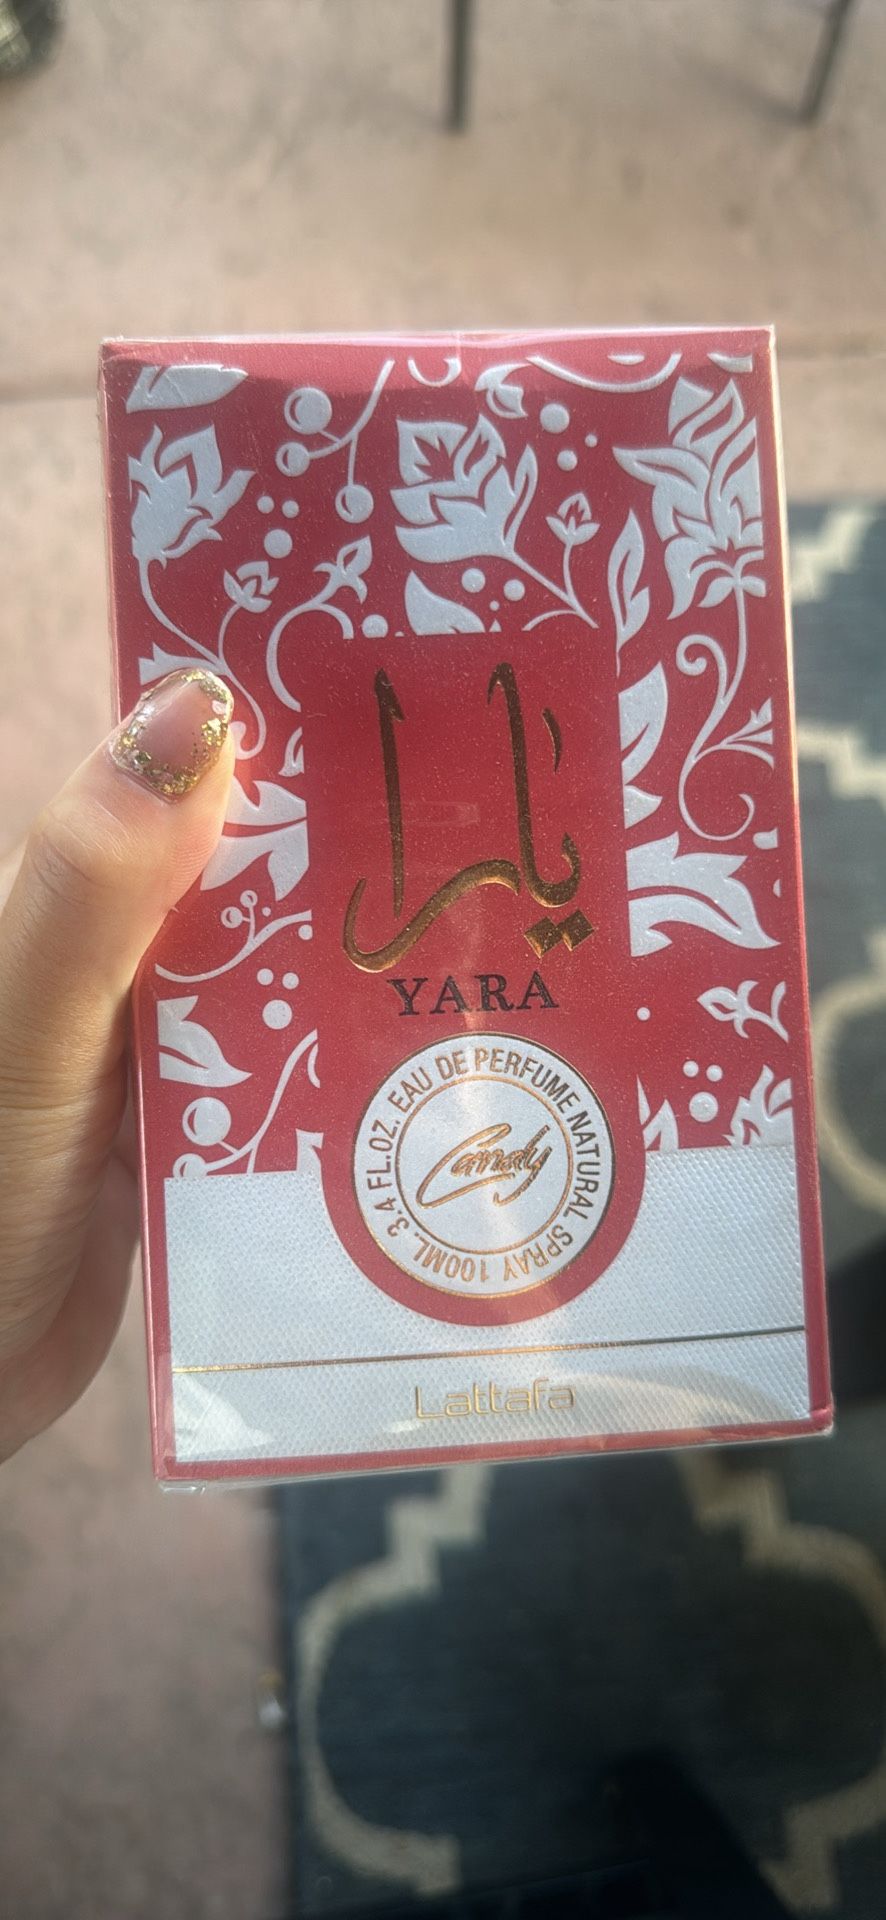 يارا
YARA
EAU DE PERFUME NATURAL SPRAY 100ML. 3.4 FL.OZ.
Candy
Lattafa